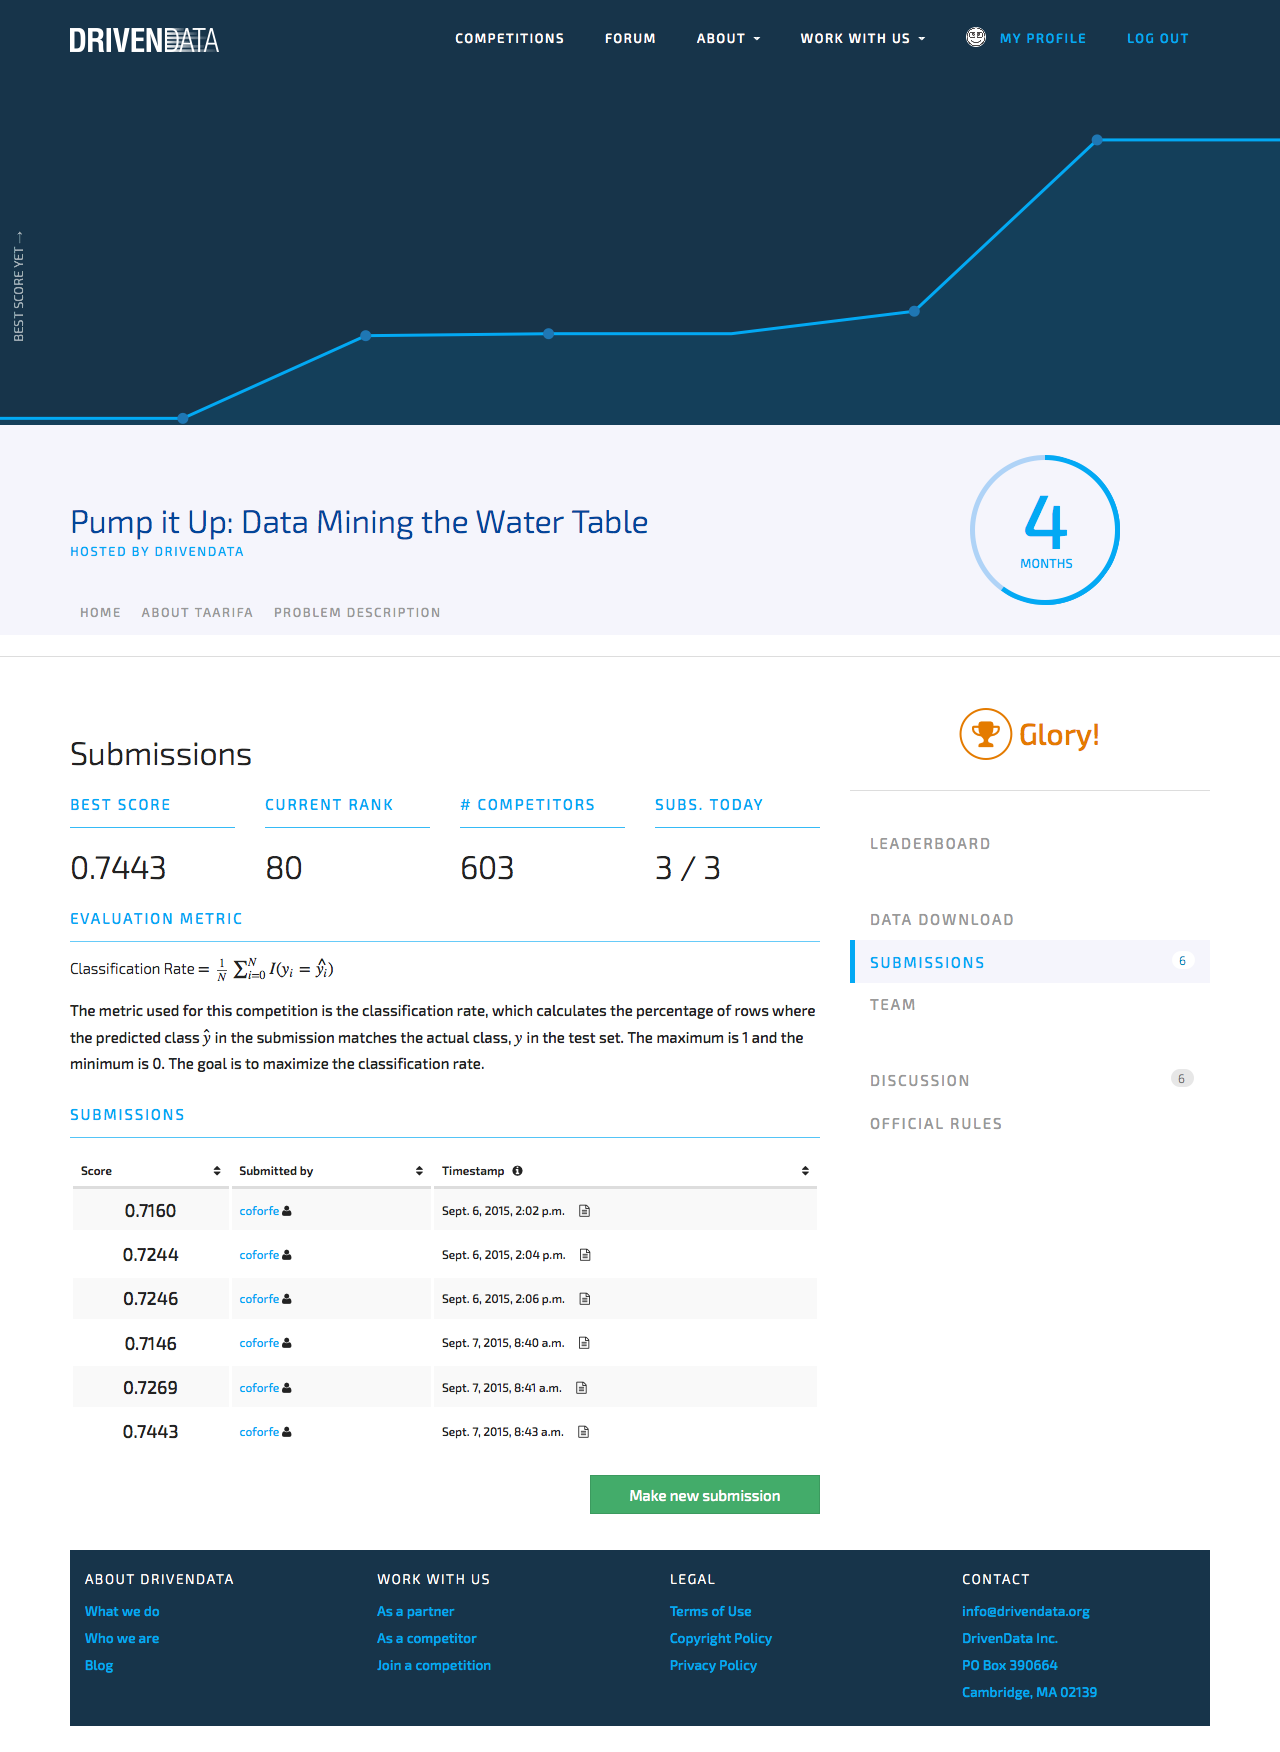 DRIVENDATA
COMPETITIONS FORUM ABOUT WORK WITH US MY PROFILE LOG OUT
BEST SCORE YET →
Pump it Up: Data Mining the Water Table
HOSTED BY DRIVENDATA
4
MONTHS
HOME ABOUT TAARIFA PROBLEM DESCRIPTION
Glory!
Submissions
BEST SCORE CURRENT RANK # COMPETITORS SUBS. TODAY
0.7443 80 603 3 / 3
EVALUATION METRIC
Classification Rate = 1/N ∑_{i=0}^{N} I(y_i = ŷ_i)
The metric used for this competition is the classification rate, which calculates the percentage of rows where
the predicted class ŷ in the submission matches the actual class, y in the test set. The maximum is 1 and the
minimum is 0. The goal is to maximize the classification rate.
SUBMISSIONS
Score Submitted by Timestamp
0.7160 coforfe Sept. 6, 2015, 2:02 p.m.
0.7244 coforfe Sept. 6, 2015, 2:04 p.m.
0.7246 coforfe Sept. 6, 2015, 2:06 p.m.
0.7146 coforfe Sept. 7, 2015, 8:40 a.m.
0.7269 coforfe Sept. 7, 2015, 8:41 a.m.
0.7443 coforfe Sept. 7, 2015, 8:43 a.m.
Make new submission
LEADERBOARD
DATA DOWNLOAD
SUBMISSIONS 6
TEAM
DISCUSSION 6
OFFICIAL RULES
ABOUT DRIVENDATA
What we do
Who we are
Blog
WORK WITH US
As a partner
As a competitor
Join a competition
LEGAL
Terms of Use
Copyright Policy
Privacy Policy
CONTACT
info@drivendata.org
DrivenData Inc.
PO Box 390664
Cambridge, MA 02139